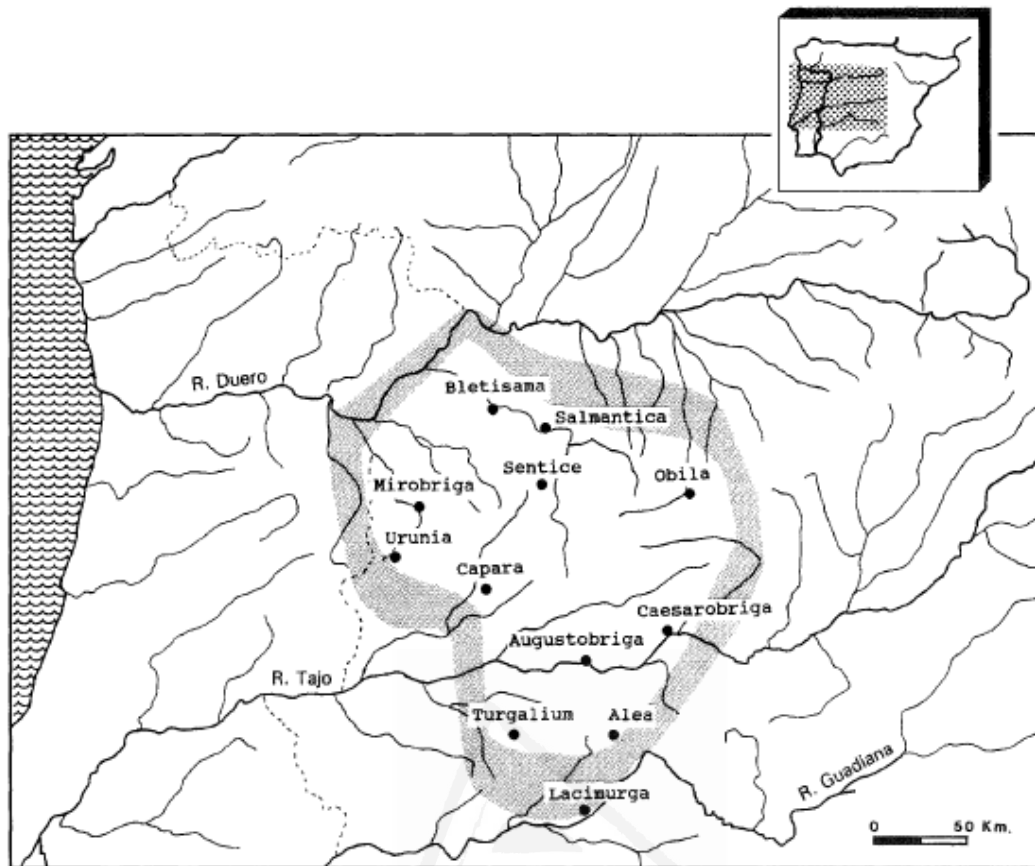 R. Duero
Bletisama
Salmantica
Sentice
Obila
Mirobriga
Urunia
Capara
Caesarobriga
Augustobriga
R. Tajo
Turgalium
Alea
R. Guadiana
Lacimurga
0 50 Km.